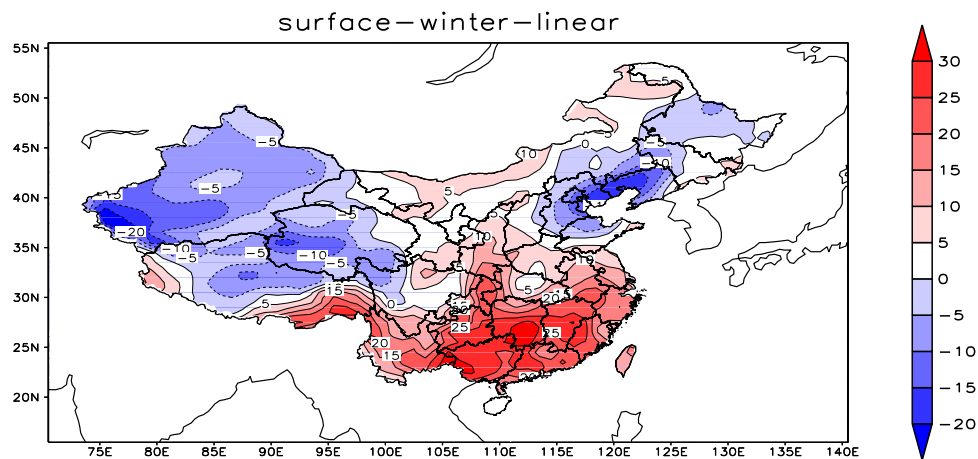 surface-winter-linear
55N
50N
45N
40N
35N
30N
25N
20N
75E
80E
85E
90E
95E
100E
105E
110E
115E
120E
125E
130E
135E
140E
30
25
20
15
10
5
0
-5
-10
-15
-20
-5
-5
-20
-10
-5
-5
-10
-5
5
15
0
20
15
25
25
20
5
10
5
10
0
-5
-10
5